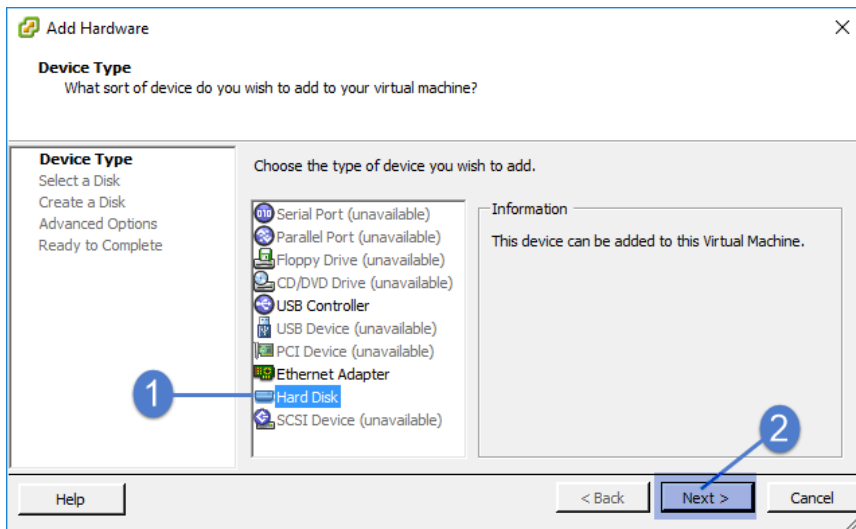 Add Hardware
Device Type
What sort of device do you wish to add to your virtual machine?
Device Type
Select a Disk
Create a Disk
Advanced Options
Ready to Complete
Choose the type of device you wish to add.
Serial Port (unavailable)
Parallel Port (unavailable)
Floppy Drive (unavailable)
CD/DVD Drive (unavailable)
USB Controller
USB Device (unavailable)
PCI Device (unavailable)
Ethernet Adapter
Hard Disk
SCSI Device (unavailable)
Information
This device can be added to this Virtual Machine.
1
2
Help
< Back
Next >
Cancel